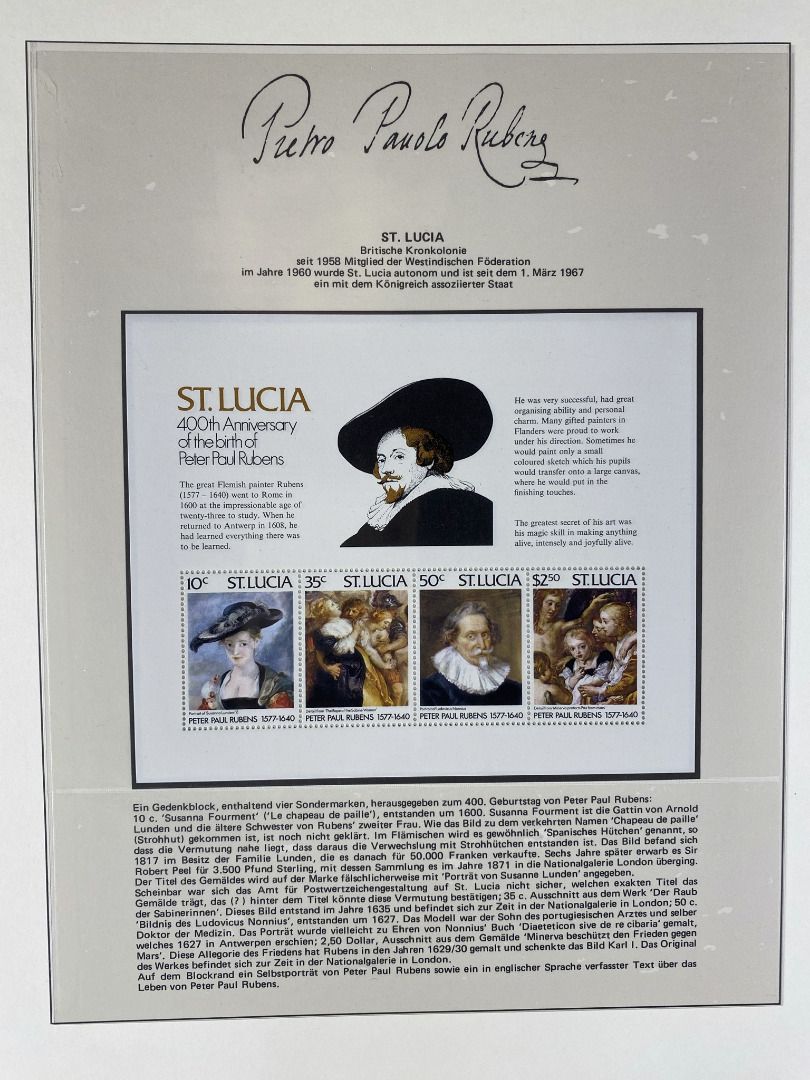 Pietro Pauolo Rubens
ST. LUCIA
Britische Kronkolonie
seit 1958 Mitglied der Westindischen Föderation
im Jahre 1960 wurde St. Lucia autonom und ist seit dem 1. März 1967
ein mit dem Königreich assoziierter Staat
ST. LUCIA
400th Anniversary
of the birth of
Peter Paul Rubens
The great Flemish painter Rubens
(1577 – 1640) went to Rome in
1600 at the impressionable age of
twenty-three to study. When he
returned to Antwerp in 1608, he
had learned everything there was
to be learned.
He was very successful, had great
organising ability and personal
charm. Many gifted painters in
Flanders were proud to work
under his direction. Sometimes he
would paint only a small
coloured sketch which his pupils
would transfer onto a large canvas,
where he would put in the
finishing touches.
The greatest secret of his art was
his magic skill in making anything
alive, intensely and joyfully alive.
10c ST. LUCIA
Portrait of Susanna Lunden(?)
PETER PAUL RUBENS 1577-1640
35c ST. LUCIA
Detail from 'The Rape of the Sabine Women'
PETER PAUL RUBENS 1577-1640
50c ST. LUCIA
Portrait of Ludovicus Nonnius
PETER PAUL RUBENS 1577-1640
$2.50 ST. LUCIA
Detail from Minerva protects Pax from Mars
PETER PAUL RUBENS 1577-1640
Ein Gedenkblock, enthaltend vier Sondermarken, herausgegeben zum 400. Geburtstag von Peter Paul Rubens:
10 c. 'Susanna Fourment' ('Le chapeau de paille'), entstanden um 1600. Susanna Fourment ist die Gattin von Arnold
Lunden und die ältere Schwester von Rubens' zweiter Frau. Wie das Bild zu dem verkehrten Namen 'Chapeau de paille'
(Strohhut) gekommen ist, ist noch nicht geklärt. Im Flämischen wird es gewöhnlich 'Spanisches Hütchen' genannt, so
dass die Vermutung nahe liegt, dass daraus die Verwechslung mit Strohhütchen entstanden ist. Das Bild befand sich
1817 im Besitz der Familie Lunden, die es danach für 50.000 Franken verkaufte. Sechs Jahre später erwarb es Sir
Robert Peel für 3.500 Pfund Sterling, mit dessen Sammlung es im Jahre 1871 in die Nationalgalerie London überging.
Der Titel des Gemäldes wird auf der Marke fälschlicherweise mit 'Porträt von Susanne Lunden' angegeben.
Scheinbar war sich das Amt für Postwertzeichengestaltung auf St. Lucia nicht sicher, welchen exakten Titel das
Gemälde trägt, das (?) hinter dem Titel könnte diese Vermutung bestätigen; 35 c. Ausschnitt aus dem Werk 'Der Raub
der Sabinerinnen'. Dieses Bild entstand im Jahre 1635 und befindet sich zur Zeit in der Nationalgalerie in London; 50 c.
'Bildnis des Ludovicus Nonnius', entstanden um 1627. Das Modell war der Sohn des portugiesischen Arztes und selber
Doktor der Medizin. Das Porträt wurde vielleicht zu Ehren von Nonnius' Buch 'Diaeteticon sive de re cibaria' gemalt,
welches 1627 in Antwerpen erschien; 2,50 Dollar, Ausschnitt aus dem Gemälde 'Minerva beschützt den Frieden gegen
Mars'. Diese Allegorie des Friedens hat Rubens in den Jahren 1629/30 gemalt und schenkte das Bild Karl I. Das Original
des Werkes befindet sich zur Zeit in der Nationalgalerie in London.
Auf dem Blockrand ein Selbstporträt von Peter Paul Rubens sowie ein in englischer Sprache verfasster Text über das
Leben von Peter Paul Rubens.